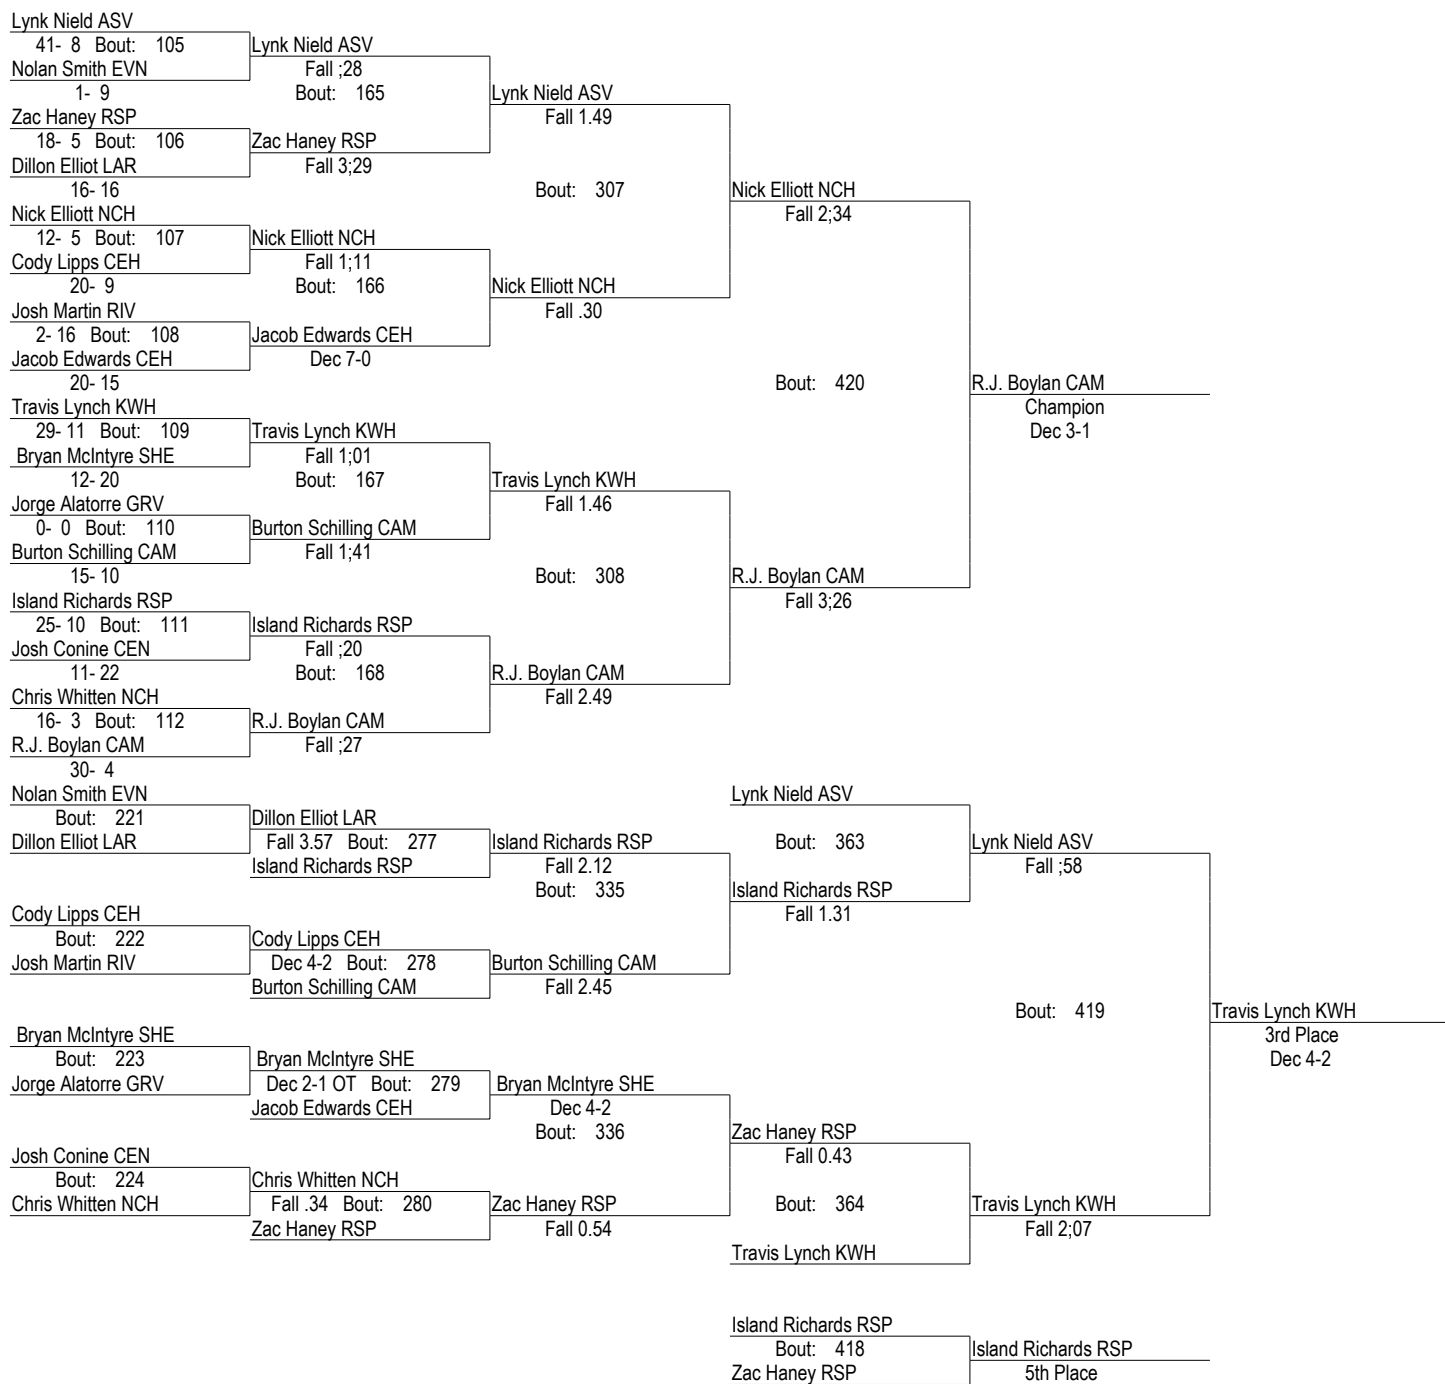 Lynk Nield ASV
41- 8 Bout: 105
Lynk Nield ASV
Nolan Smith EVN
Fall ;28
1- 9
Bout: 165
Lynk Nield ASV
Zac Haney RSP
Fall 1.49
18- 5 Bout: 106
Zac Haney RSP
Dillon Elliot LAR
Fall 3;29
16- 16
Bout: 307
Nick Elliott NCH
Nick Elliott NCH
Fall 2;34
12- 5 Bout: 107
Nick Elliott NCH
Cody Lipps CEH
Fall 1;11
20- 9
Bout: 166
Nick Elliott NCH
Josh Martin RIV
Fall .30
2- 16 Bout: 108
Jacob Edwards CEH
Jacob Edwards CEH
Dec 7-0
20- 15
Bout: 420
R.J. Boylan CAM
Travis Lynch KWH
Champion
29- 11 Bout: 109
Travis Lynch KWH
Dec 3-1
Bryan McIntyre SHE
Fall 1;01
12- 20
Bout: 167
Travis Lynch KWH
Jorge Alatorre GRV
Fall 1.46
0- 0 Bout: 110
Burton Schilling CAM
Burton Schilling CAM
Fall 1;41
15- 10
Bout: 308
R.J. Boylan CAM
Island Richards RSP
Fall 3;26
25- 10 Bout: 111
Island Richards RSP
Josh Conine CEN
Fall ;20
11- 22
Bout: 168
R.J. Boylan CAM
Chris Whitten NCH
Fall 2.49
16- 3 Bout: 112
R.J. Boylan CAM
R.J. Boylan CAM
Fall ;27
30- 4
Nolan Smith EVN
Lynk Nield ASV
Bout: 221
Dillon Elliot LAR
Dillon Elliot LAR
Fall 3.57 Bout: 277
Island Richards RSP
Bout: 363
Lynk Nield ASV
Island Richards RSP
Fall 2.12
Fall ;58
Bout: 335
Island Richards RSP
Cody Lipps CEH
Fall 1.31
Bout: 222
Cody Lipps CEH
Josh Martin RIV
Dec 4-2 Bout: 278
Burton Schilling CAM
Burton Schilling CAM
Fall 2.45
Bout: 419
Travis Lynch KWH
Bryan McIntyre SHE
3rd Place
Bout: 223
Bryan McIntyre SHE
Dec 4-2
Jorge Alatorre GRV
Dec 2-1 OT Bout: 279
Bryan McIntyre SHE
Jacob Edwards CEH
Dec 4-2
Bout: 336
Zac Haney RSP
Josh Conine CEN
Fall 0.43
Bout: 224
Chris Whitten NCH
Chris Whitten NCH
Fall .34 Bout: 280
Zac Haney RSP
Bout: 364
Travis Lynch KWH
Zac Haney RSP
Fall 0.54
Fall 2;07
Travis Lynch KWH
Island Richards RSP
Bout: 418
Island Richards RSP
Zac Haney RSP
5th Place